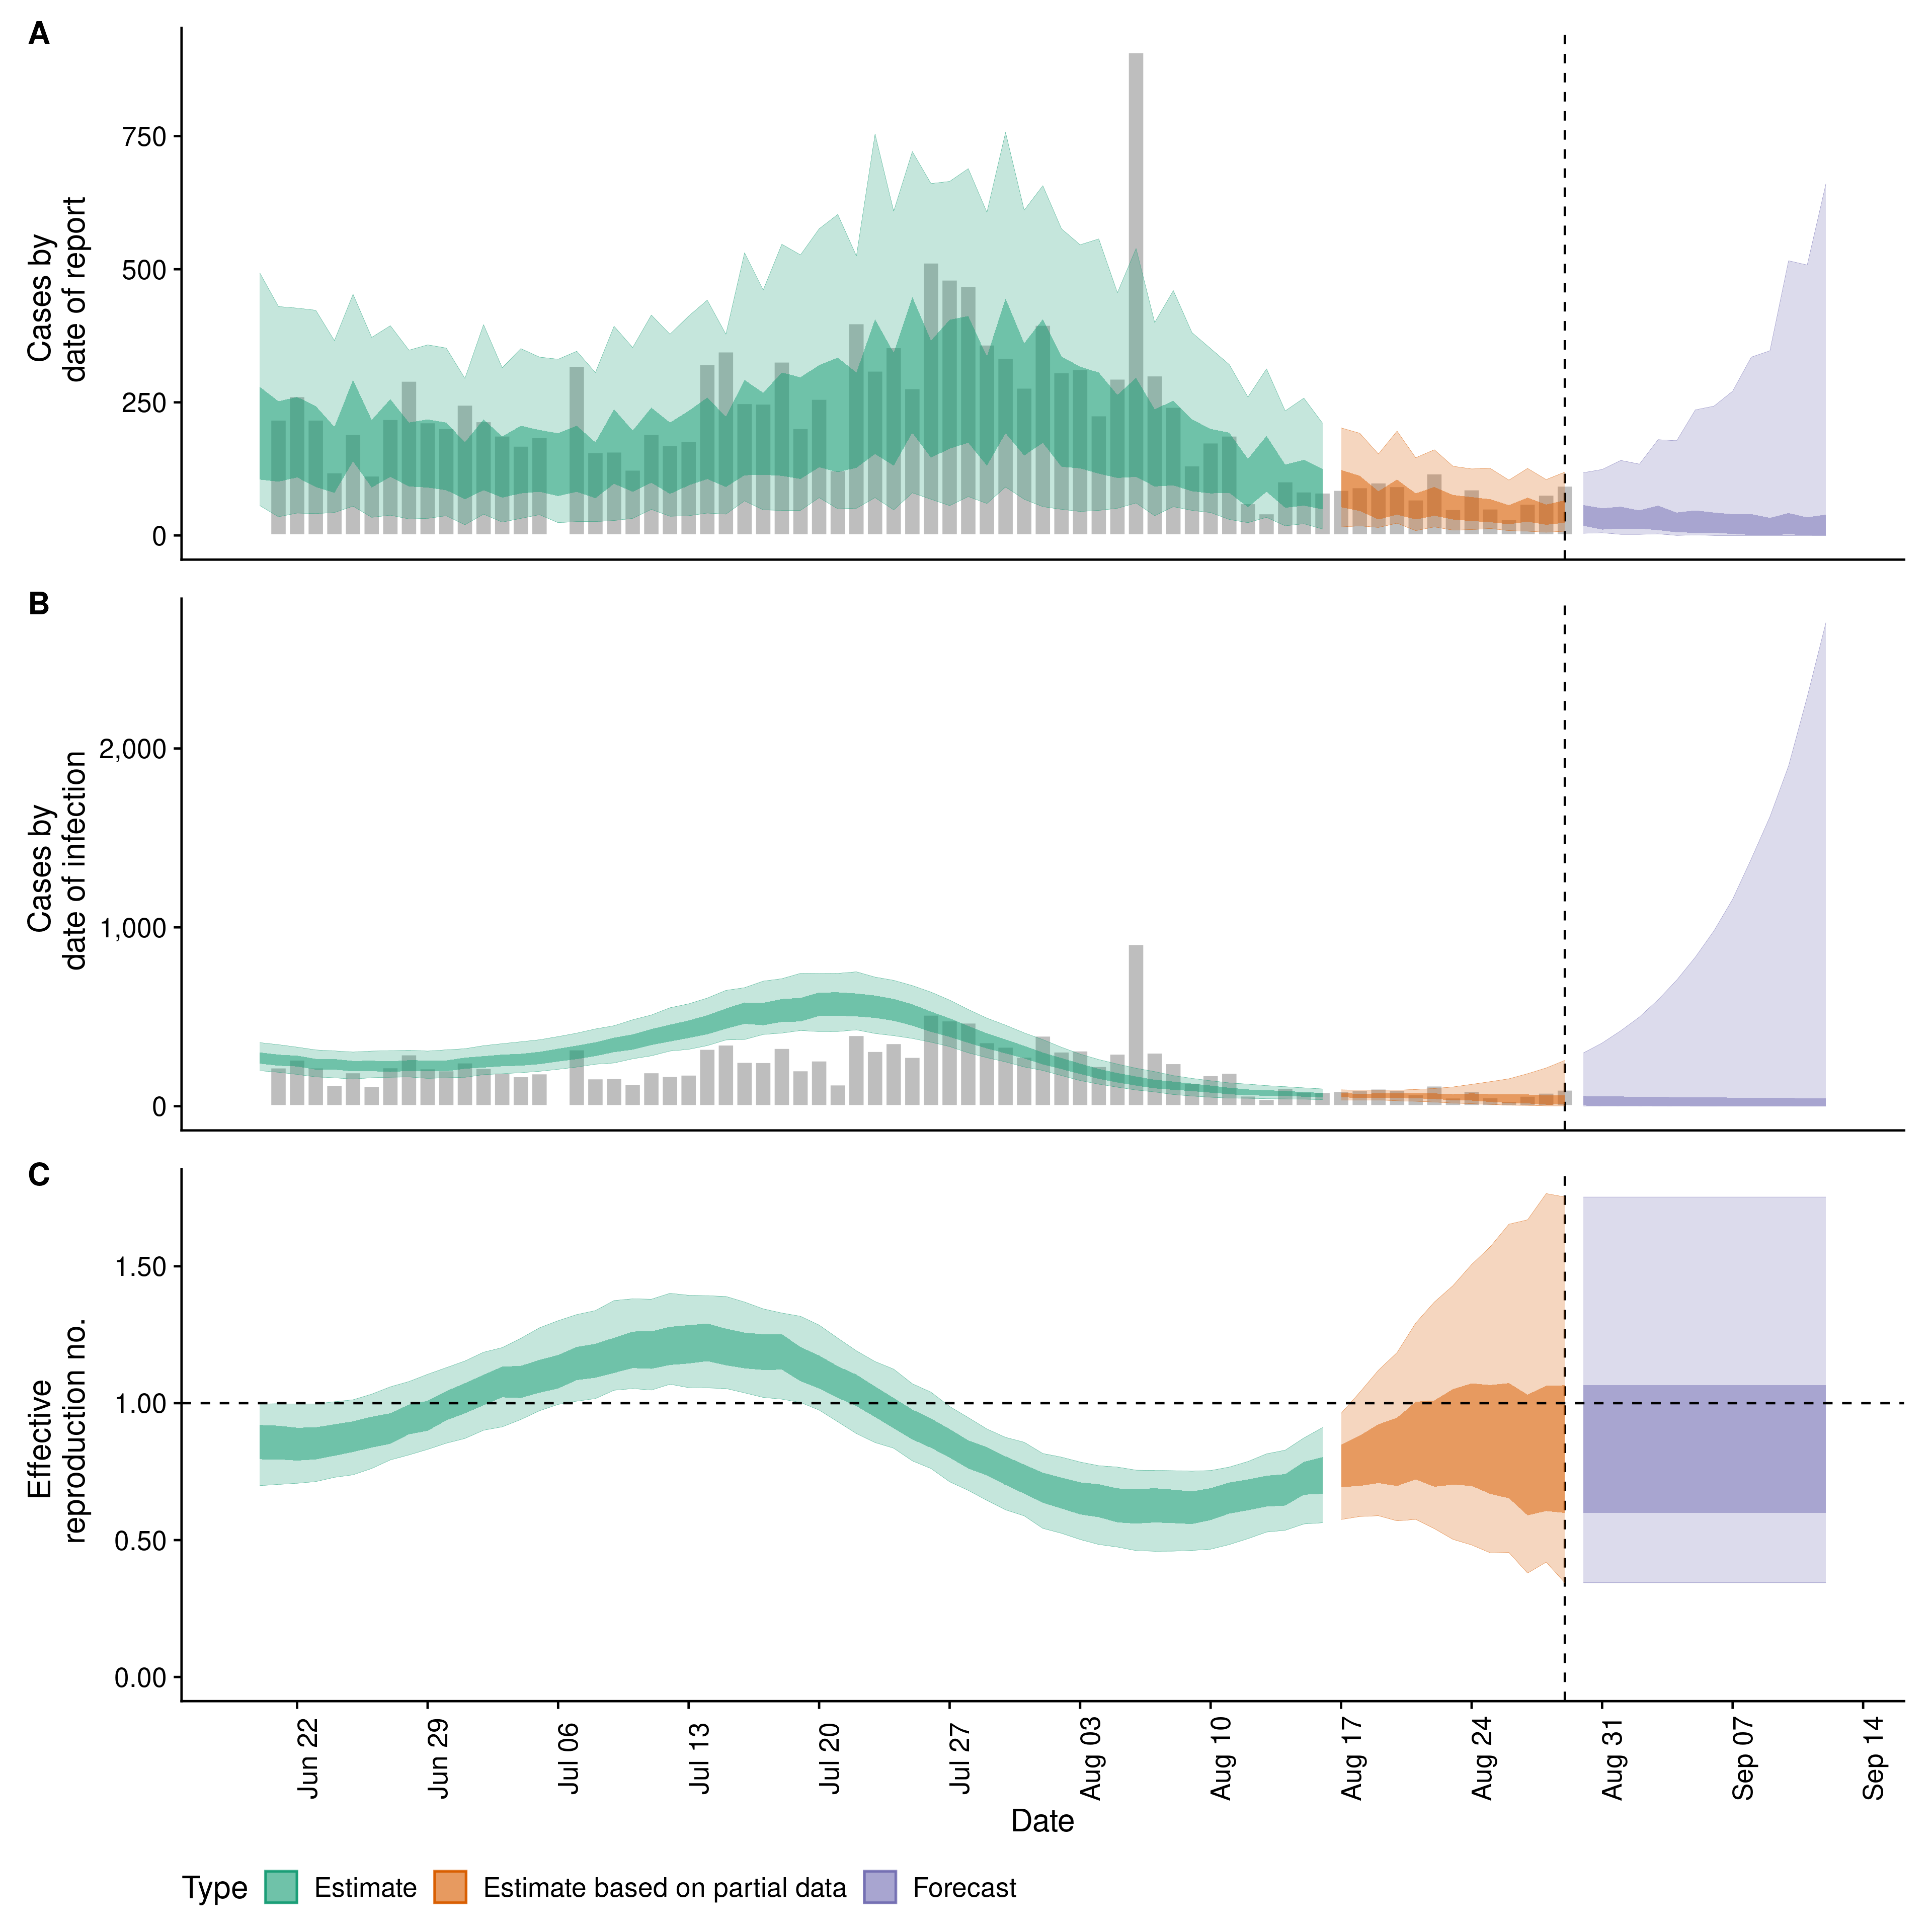 A
Cases by
date of report
750
500
250
0
B
Cases by
date of infection
2,000
1,000
0
C
Effective
reproduction no.
1.50
1.00
0.50
0.00
Jun 22
Jun 29
Jul 06
Jul 13
Jul 20
Jul 27
Aug 03
Aug 10
Aug 17
Aug 24
Aug 31
Sep 07
Sep 14
Date
Type
Estimate
Estimate based on partial data
Forecast